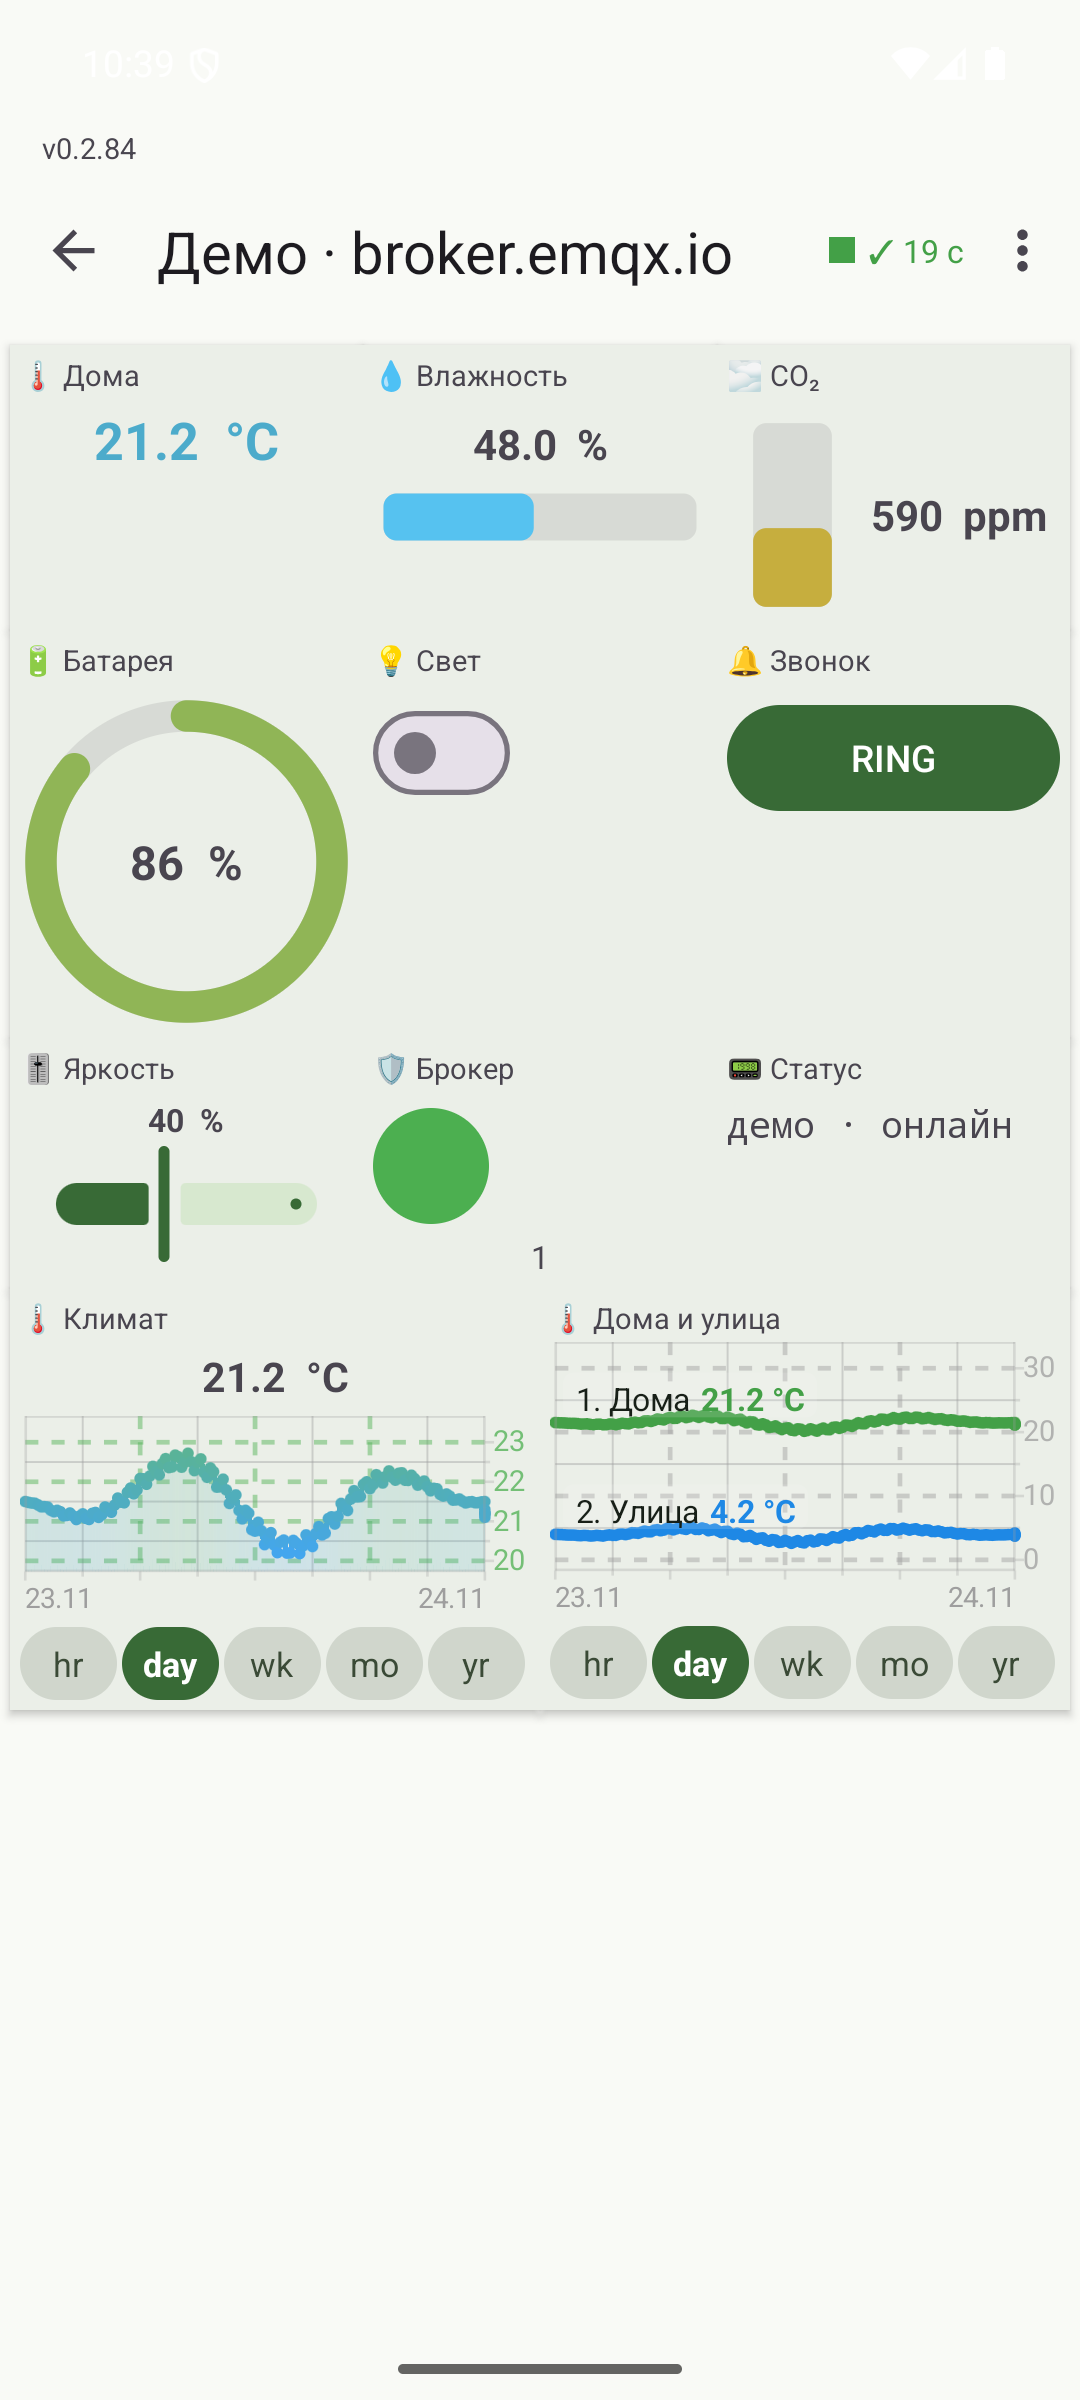 10:39
v0.2.84
Демо · broker.emqx.io
✓ 19 с
Дома
Влажность
CO₂
21.2 °C
48.0 %
590 ppm
Батарея
Свет
Звонок
RING
86 %
Яркость
Брокер
Статус
40 %
демо · онлайн
1
Климат
Дома и улица
21.2 °C
30
1. Дома 21.2 °C
20
10
2. Улица 4.2 °C
0
23
22
21
20
23.11
24.11
23.11
24.11
hr day wk mo yr
hr day wk mo yr